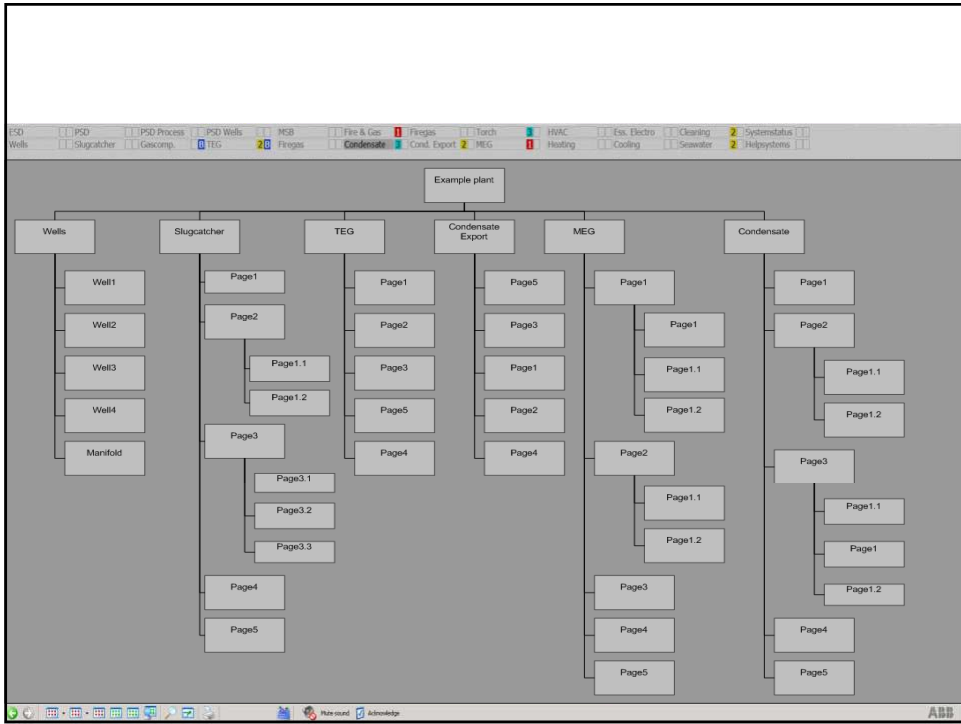 ESD PSD PSD Process PSD Wells MSB Fire & Gas 1 Firegas Torch 3 HVAC Ess. Electro Cleaning 2 Systemstatus
Wells Slugcatcher Gascomp. B TEG 2 B Firegas Condensate 3 Cond. Export 2 MEG 1 Heating Cooling Seawater 2 Helpsystems
Example plant
Wells
Well1
Well2
Well3
Well4
Manifold
Slugcatcher
Page1
Page2
Page1.1
Page1.2
Page3
Page3.1
Page3.2
Page3.3
Page4
Page5
TEG
Page1
Page2
Page3
Page5
Page4
Condensate
Export
Page5
Page3
Page1
Page2
Page4
MEG
Page1
Page1
Page1.1
Page1.2
Page2
Page1.1
Page1.2
Page3
Page4
Page5
Condensate
Page1
Page2
Page1.1
Page1.2
Page3
Page1.1
Page1
Page1.2
Page4
Page5
Mute sound Acknowledge ABB